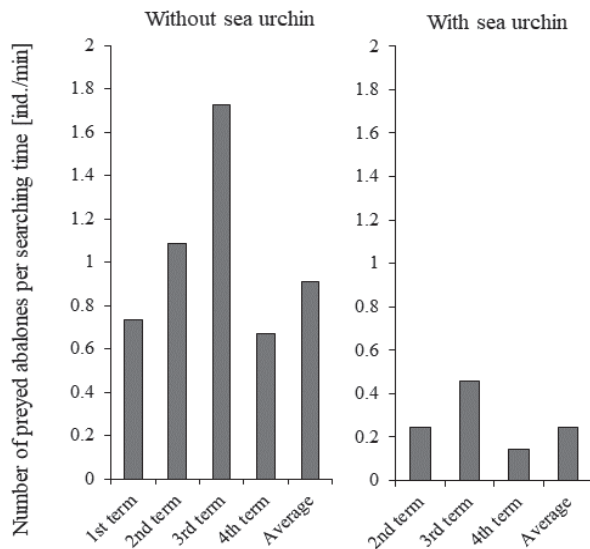 Number of preyed abalones per searching time [ind./min]
Without sea urchin
2
1.8
1.6
1.4
1.2
1
0.8
0.6
0.4
0.2
0
1st term
2nd term
3rd term
4th term
Average
With sea urchin
2
1.8
1.6
1.4
1.2
1
0.8
0.6
0.4
0.2
0
2nd term
3rd term
4th term
Average